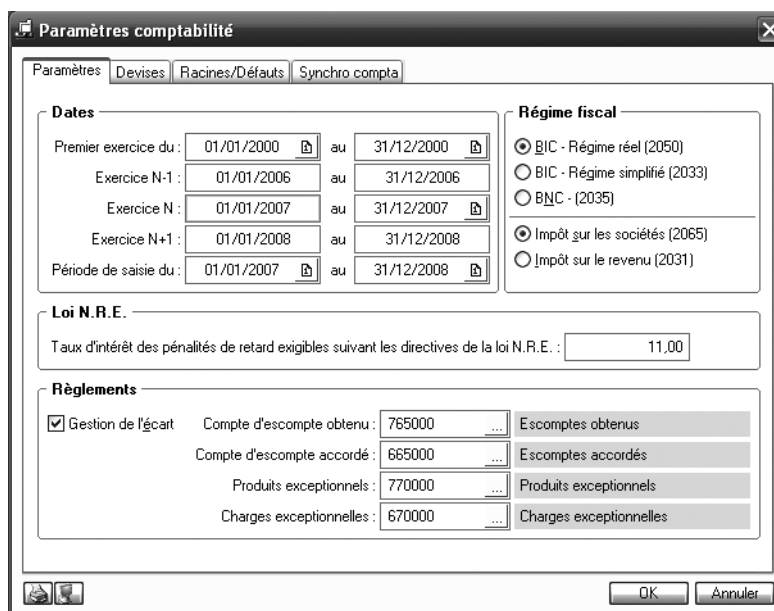 Paramètres comptabilité
Paramètres Devises Racines/Défauts Synchro compta
Dates
Premier exercice du : 01/01/2000 au 31/12/2000
Exercice N-1 : 01/01/2006 au 31/12/2006
Exercice N : 01/01/2007 au 31/12/2007
Exercice N+1 : 01/01/2008 au 31/12/2008
Période de saisie du : 01/01/2007 au 31/12/2008
Régime fiscal
BIC - Régime réel (2050)
BIC - Régime simplifié (2033)
BNC - (2035)
Impôt sur les sociétés (2065)
Impôt sur le revenu (2031)
Loi N.R.E.
Taux d'intérêt des pénalités de retard exigibles suivant les directives de la loi N.R.E. : 11,00
Règlements
Gestion de l'écart Compte d'escompte obtenu : 765000 ... Escomptes obtenus
Compte d'escompte accordé : 665000 ... Escomptes accordés
Produits exceptionnels : 770000 ... Produits exceptionnels
Charges exceptionnelles : 670000 ... Charges exceptionnelles
OK Annuler